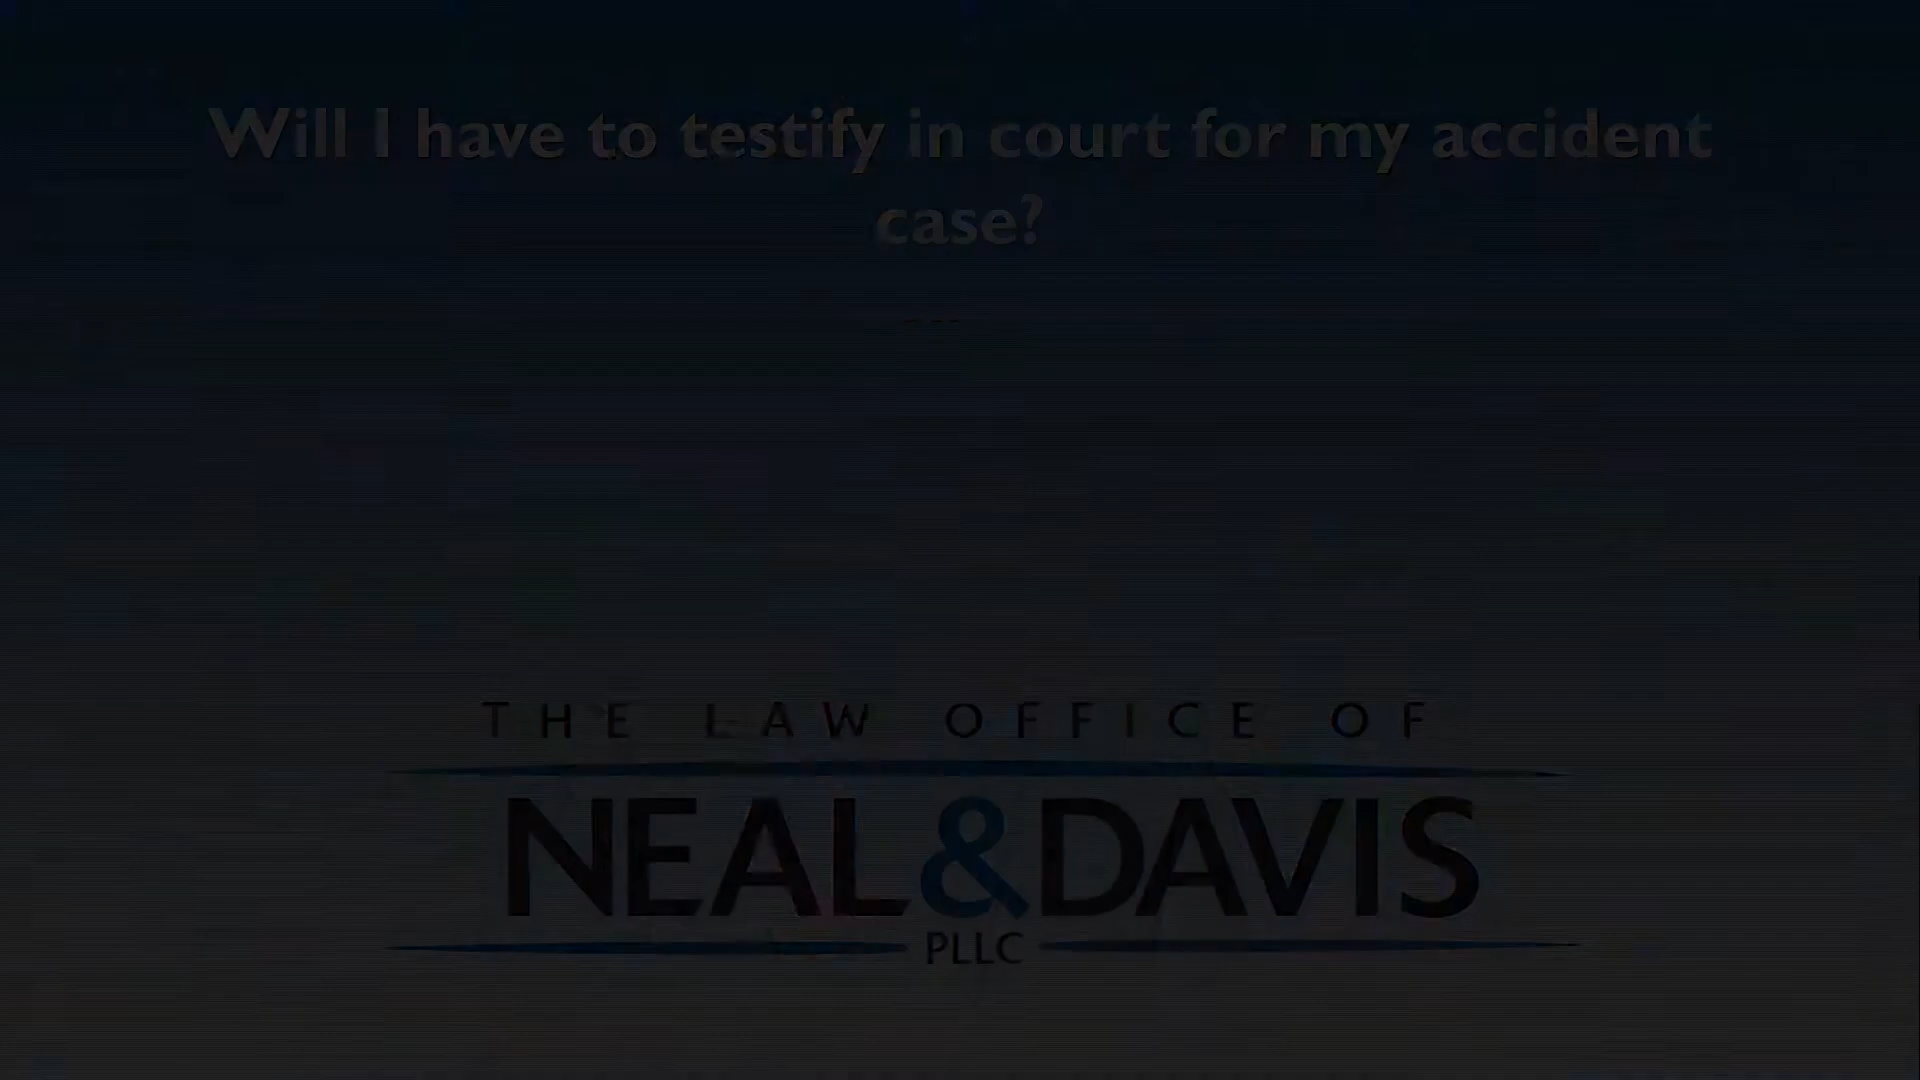 Will I have to testify in court for my accident
case?
THE LAW OFFICE OF
NEAL&DAVIS
PLLC